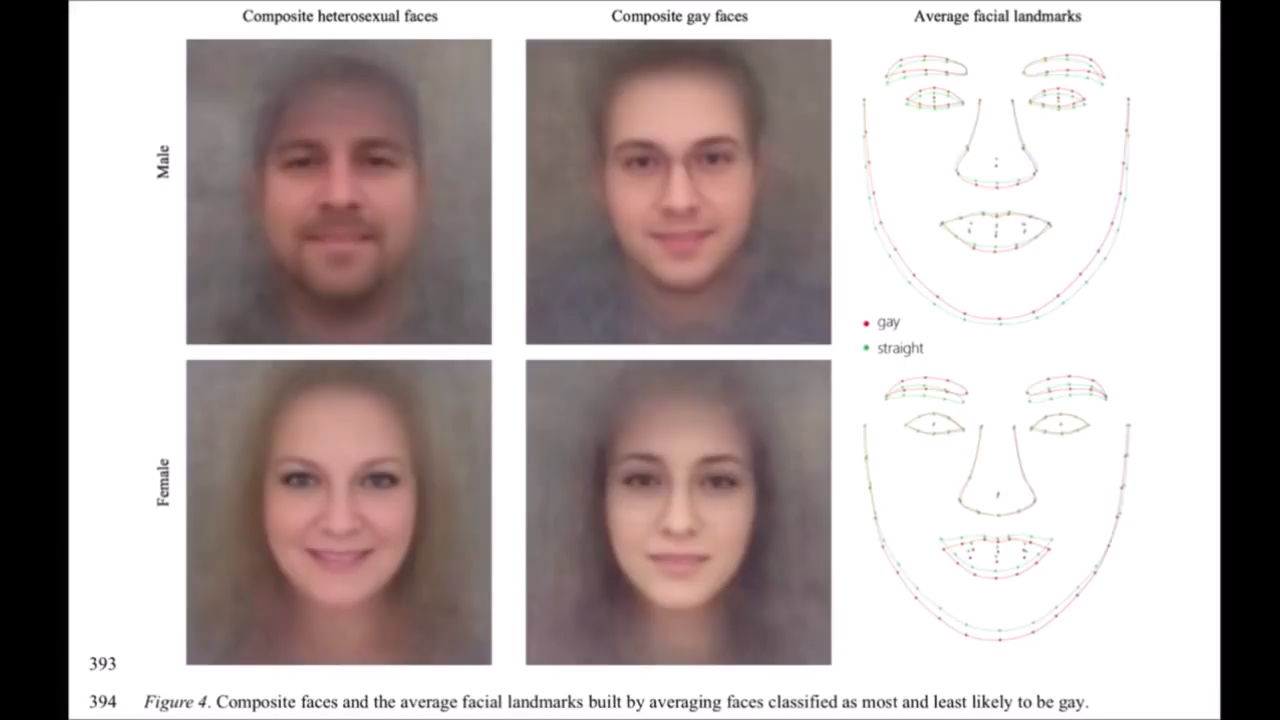 Composite heterosexual faces
Composite gay faces
Average facial landmarks
Male
gay
straight
Female
393
394 Figure 4. Composite faces and the average facial landmarks built by averaging faces classified as most and least likely to be gay.